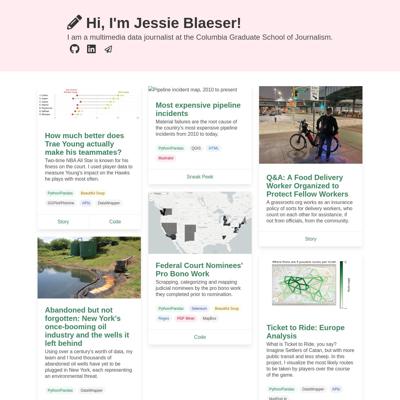 Hi, I'm Jessie Blaeser!
I am a multimedia data journalist at the Columbia Graduate School of Journalism.
How much better does
Trae Young actually
make his teammates?
Two-time NBA All Star is known for his
finesse on the court. I used player data to
measure Young's impact on the Hawks
he plays with most often.
Python/Pandas
Beautiful Soup
GGPlot/Rhotme
APIs
DataWrapper
Story
Code
Abandoned but not
forgotten: New York's
once-booming oil
industry and the wells it
left behind
Using over a century's worth of data, my
team and I found thousands of
abandoned oil wells have yet to be
plugged in New York, each representing
an environmental threat.
Python/Pandas
DataWrapper
Pipeline incident map, 2010 to present
Most expensive pipeline
incidents
Material failures are the root cause of
the country's most expensive pipeline
incidents from 2010 to today.
Python/Pandas
QGIS
HTML
Illustrator
Sneak Peek
Federal Court Nominees'
Pro Bono Work
Scrapping, categorizing and mapping
judicial nominees by the pro bono work
they completed prior to nomination.
Python/Pandas
Selenium
Beautiful Soup
Regex
PDF Miner
MapBox
Code
Q&A: A Food Delivery
Worker Organized to
Protect Fellow Workers
A grassroots org works as an insurance
policy of sorts for delivery workers, who
count on each other for assistance, if
not from officials, from the community.
Story
Ticket to Ride: Europe
Analysis
What is Ticket to Ride, you say?
Imagine Settlers of Catan, but with more
public transit and less sheep. In this
project, I visualize the most likely routes
to be taken by players over the course
of the game.
Python/Pandas
DataWrapper
APIs